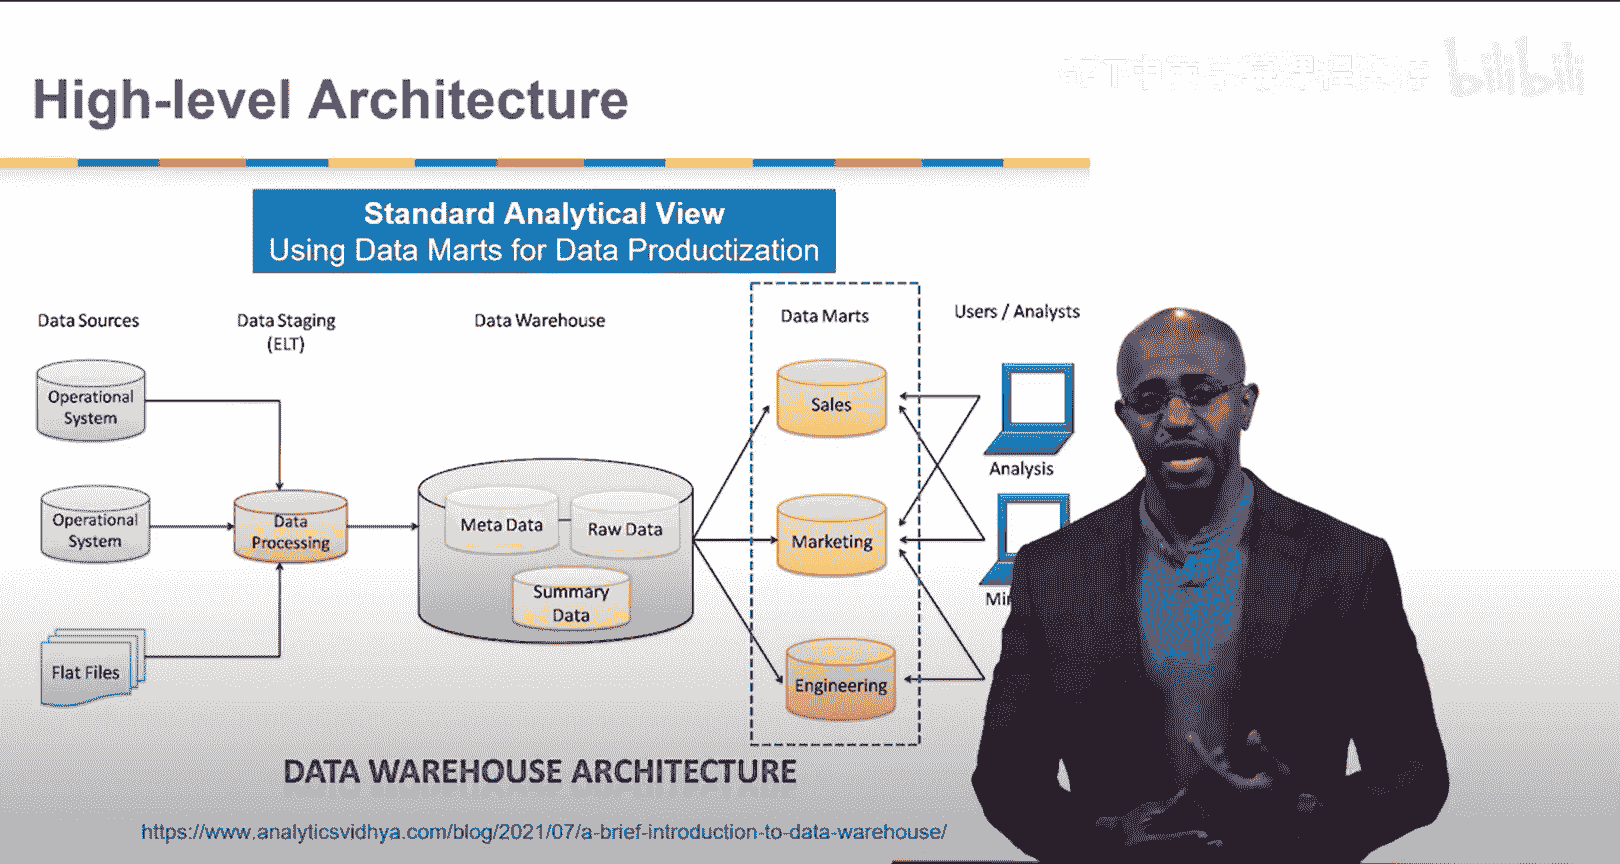 bilibili
High-level Architecture
Standard Analytical View
Using Data Marts for Data Productization
Data Sources
Data Staging
(ELT)
Data Warehouse
Data Marts
Users / Analysts
Operational
System
Operational
System
Flat Files
Data
Processing
Meta Data
Raw Data
Summary
Data
Sales
Marketing
Engineering
Analysis
DATA WAREHOUSE ARCHITECTURE
https://www.analyticsvidhya.com/blog/2021/07/a-brief-introduction-to-data-warehouse/